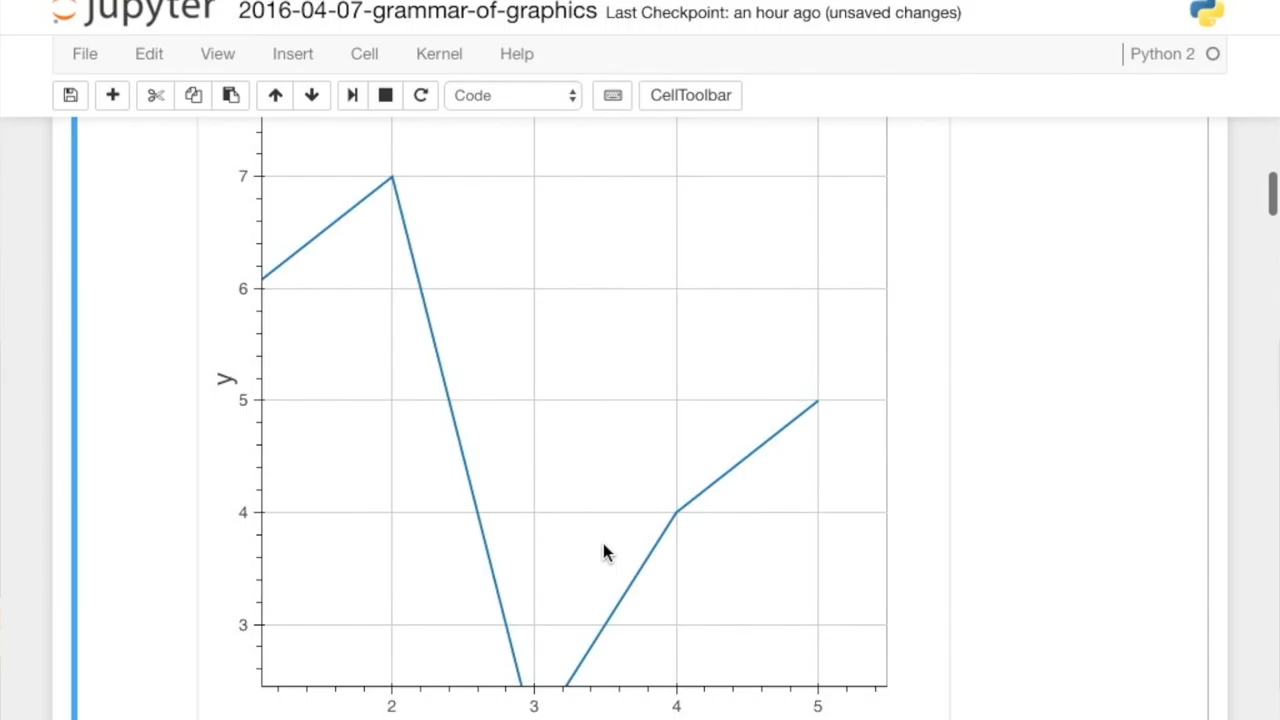 jupyter 2016-04-07-grammar-of-graphics Last Checkpoint: an hour ago (unsaved changes)
File Edit View Insert Cell Kernel Help Python 2
Code CellToolbar
7
6
y
5
4
3
2 3 4 5